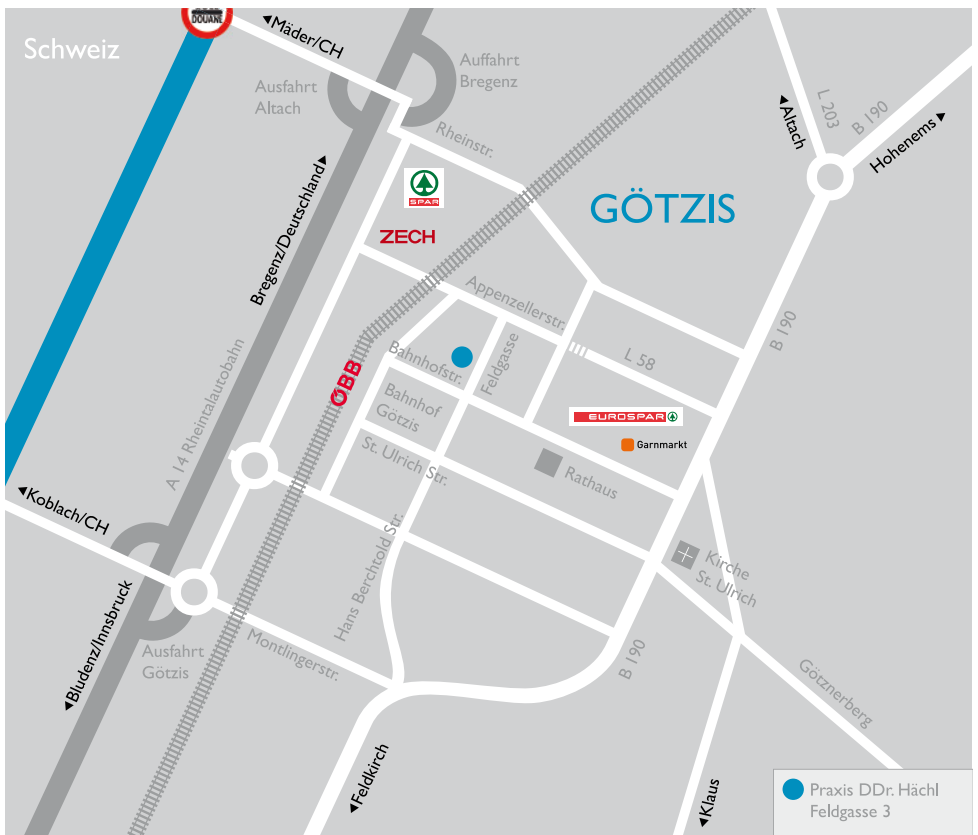 DOUANE
Schweiz
◄Mäder/CH
Ausfahrt
Altach
Auffahrt
Bregenz
Rheinstr.
◄Altach
L 203
B 190
Hohenems►
SPAR
ZECH
GÖTZIS
Bregenz/Deutschland►
Appenzellerstr.
B 190
L 58
A 14 Rheintalautobahn
ÖBB
Bahnhofstr.
Feldgasse
Bahnhof
Götzis
EUROSPAR
Garnmarkt
St. Ulrich Str.
Rathaus
◄Koblach/CH
Hans Berchtold Str.
Kirche
St. Ulrich
◄Bludenz/Innsbruck
Ausfahrt
Götzis
Montlingerstr.
B 190
Götznerberg
◄Feldkirch
◄Klaus
Praxis DDr. Hächl
Feldgasse 3